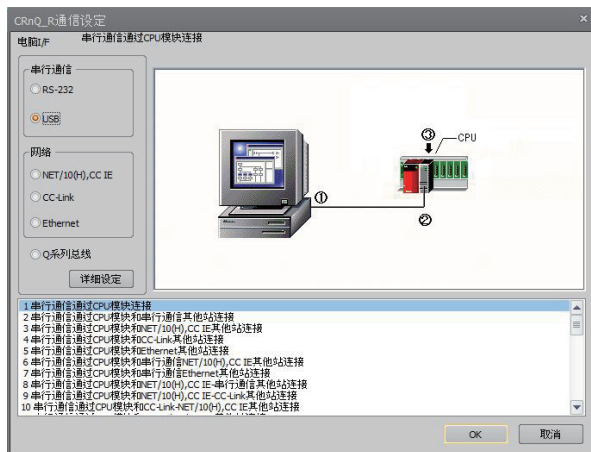 CRnQ_R通信设定
电脑I/F 串行通信通过CPU模块连接
串行通信
RS-232
USB
网络
NET/10(H),CC IE
CC-Link
Ethernet
Q系列总线
详细设定
③
CPU
①
②
1 串行通信通过CPU模块连接
2 串行通信通过CPU模块和串行通信其他站连接
3 串行通信通过CPU模块和NET/10(H),CC IE其他站连接
4 串行通信通过CPU模块和CC-Link其他站连接
5 串行通信通过CPU模块和Ethernet其他站连接
6 串行通信通过CPU模块和串行通信NET/10(H),CC IE其他站连接
7 串行通信通过CPU模块和串行通信Ethernet其他站连接
8 串行通信通过CPU模块和NET/10(H),CC IE-串行通信其他站连接
9 串行通信通过CPU模块和NET/10(H),CC IE-CC-Link其他站连接
10 串行通信通过CPU模块和CC-Link-NET/10(H),CC IE其他站连接
OK
取消